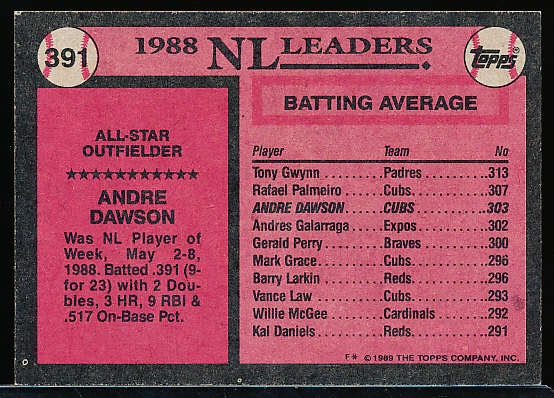 391
1988 NL LEADERS
Topps®
ALL-STAR
OUTFIELDER
★★★★★★★★★★★
ANDRE
DAWSON
Was NL Player of
Week, May 2-8,
1988. Batted .391 (9-
for 23) with 2 Dou-
bles, 3 HR, 9 RBI &
.517 On-Base Pct.
BATTING AVERAGE
Player Team No
Tony Gwynn..........Padres..........313
Rafael Palmeiro......Cubs............307
ANDRE DAWSON......CUBS............303
Andres Galarraga.....Expos...........302
Gerald Perry.........Braves..........300
Mark Grace..........Cubs............296
Barry Larkin.........Reds............296
Vance Law...........Cubs............293
Willie McGee........Cardinals.......292
Kal Daniels..........Reds............291
F* © 1989 THE TOPPS COMPANY, INC.